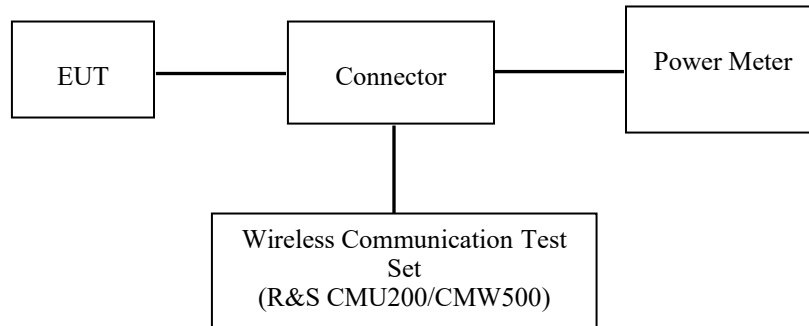 EUT
Connector
Power Meter
Wireless Communication Test
Set
(R&S CMU200/CMW500)